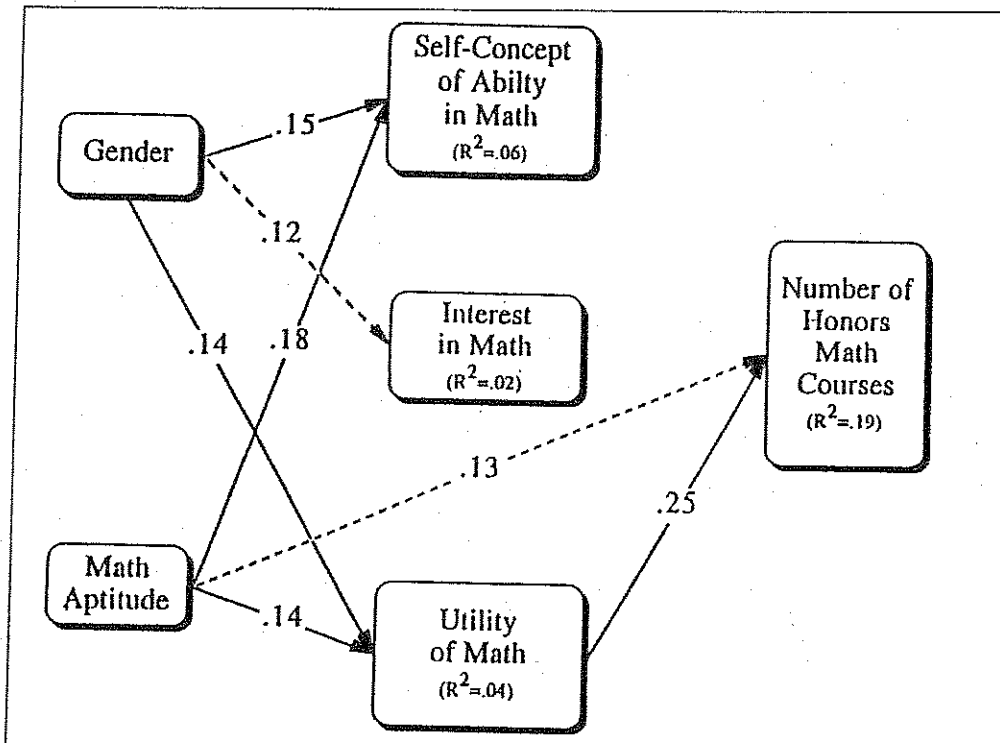 Self-Concept
of Abilty
in Math
(R²=.06)
Gender
.15
.12
Interest
in Math
(R²=.02)
.14
.18
Number of
Honors
Math
Courses
(R²=.19)
.13
.25
Math
Aptitude
.14
Utility
of Math
(R²=.04)